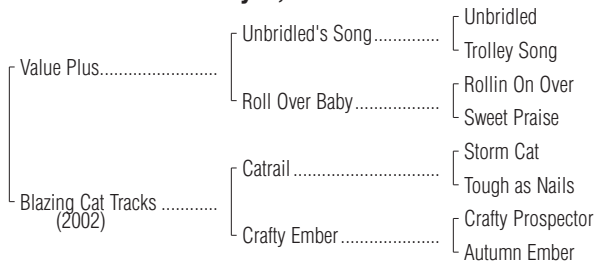 Unbridled
Unbridled's Song..............
Trolley Song
Value Plus.........................
Rollin On Over
Roll Over Baby ..................
Sweet Praise
Storm Cat
Catrail ...............................
Tough as Nails
Blazing Cat Tracks ............
(2002)
Crafty Prospector
Crafty Ember .....................
Autumn Ember